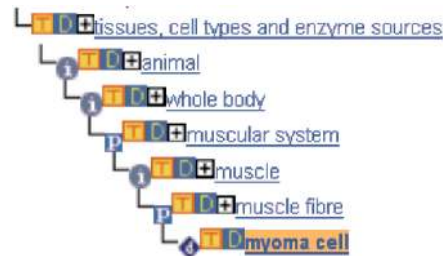 T D + tissues, cell types and enzyme sources
i T D + animal
i T D + whole body
P T D + muscular system
i T D + muscle
P T D + muscle fibre
d T D myoma cell